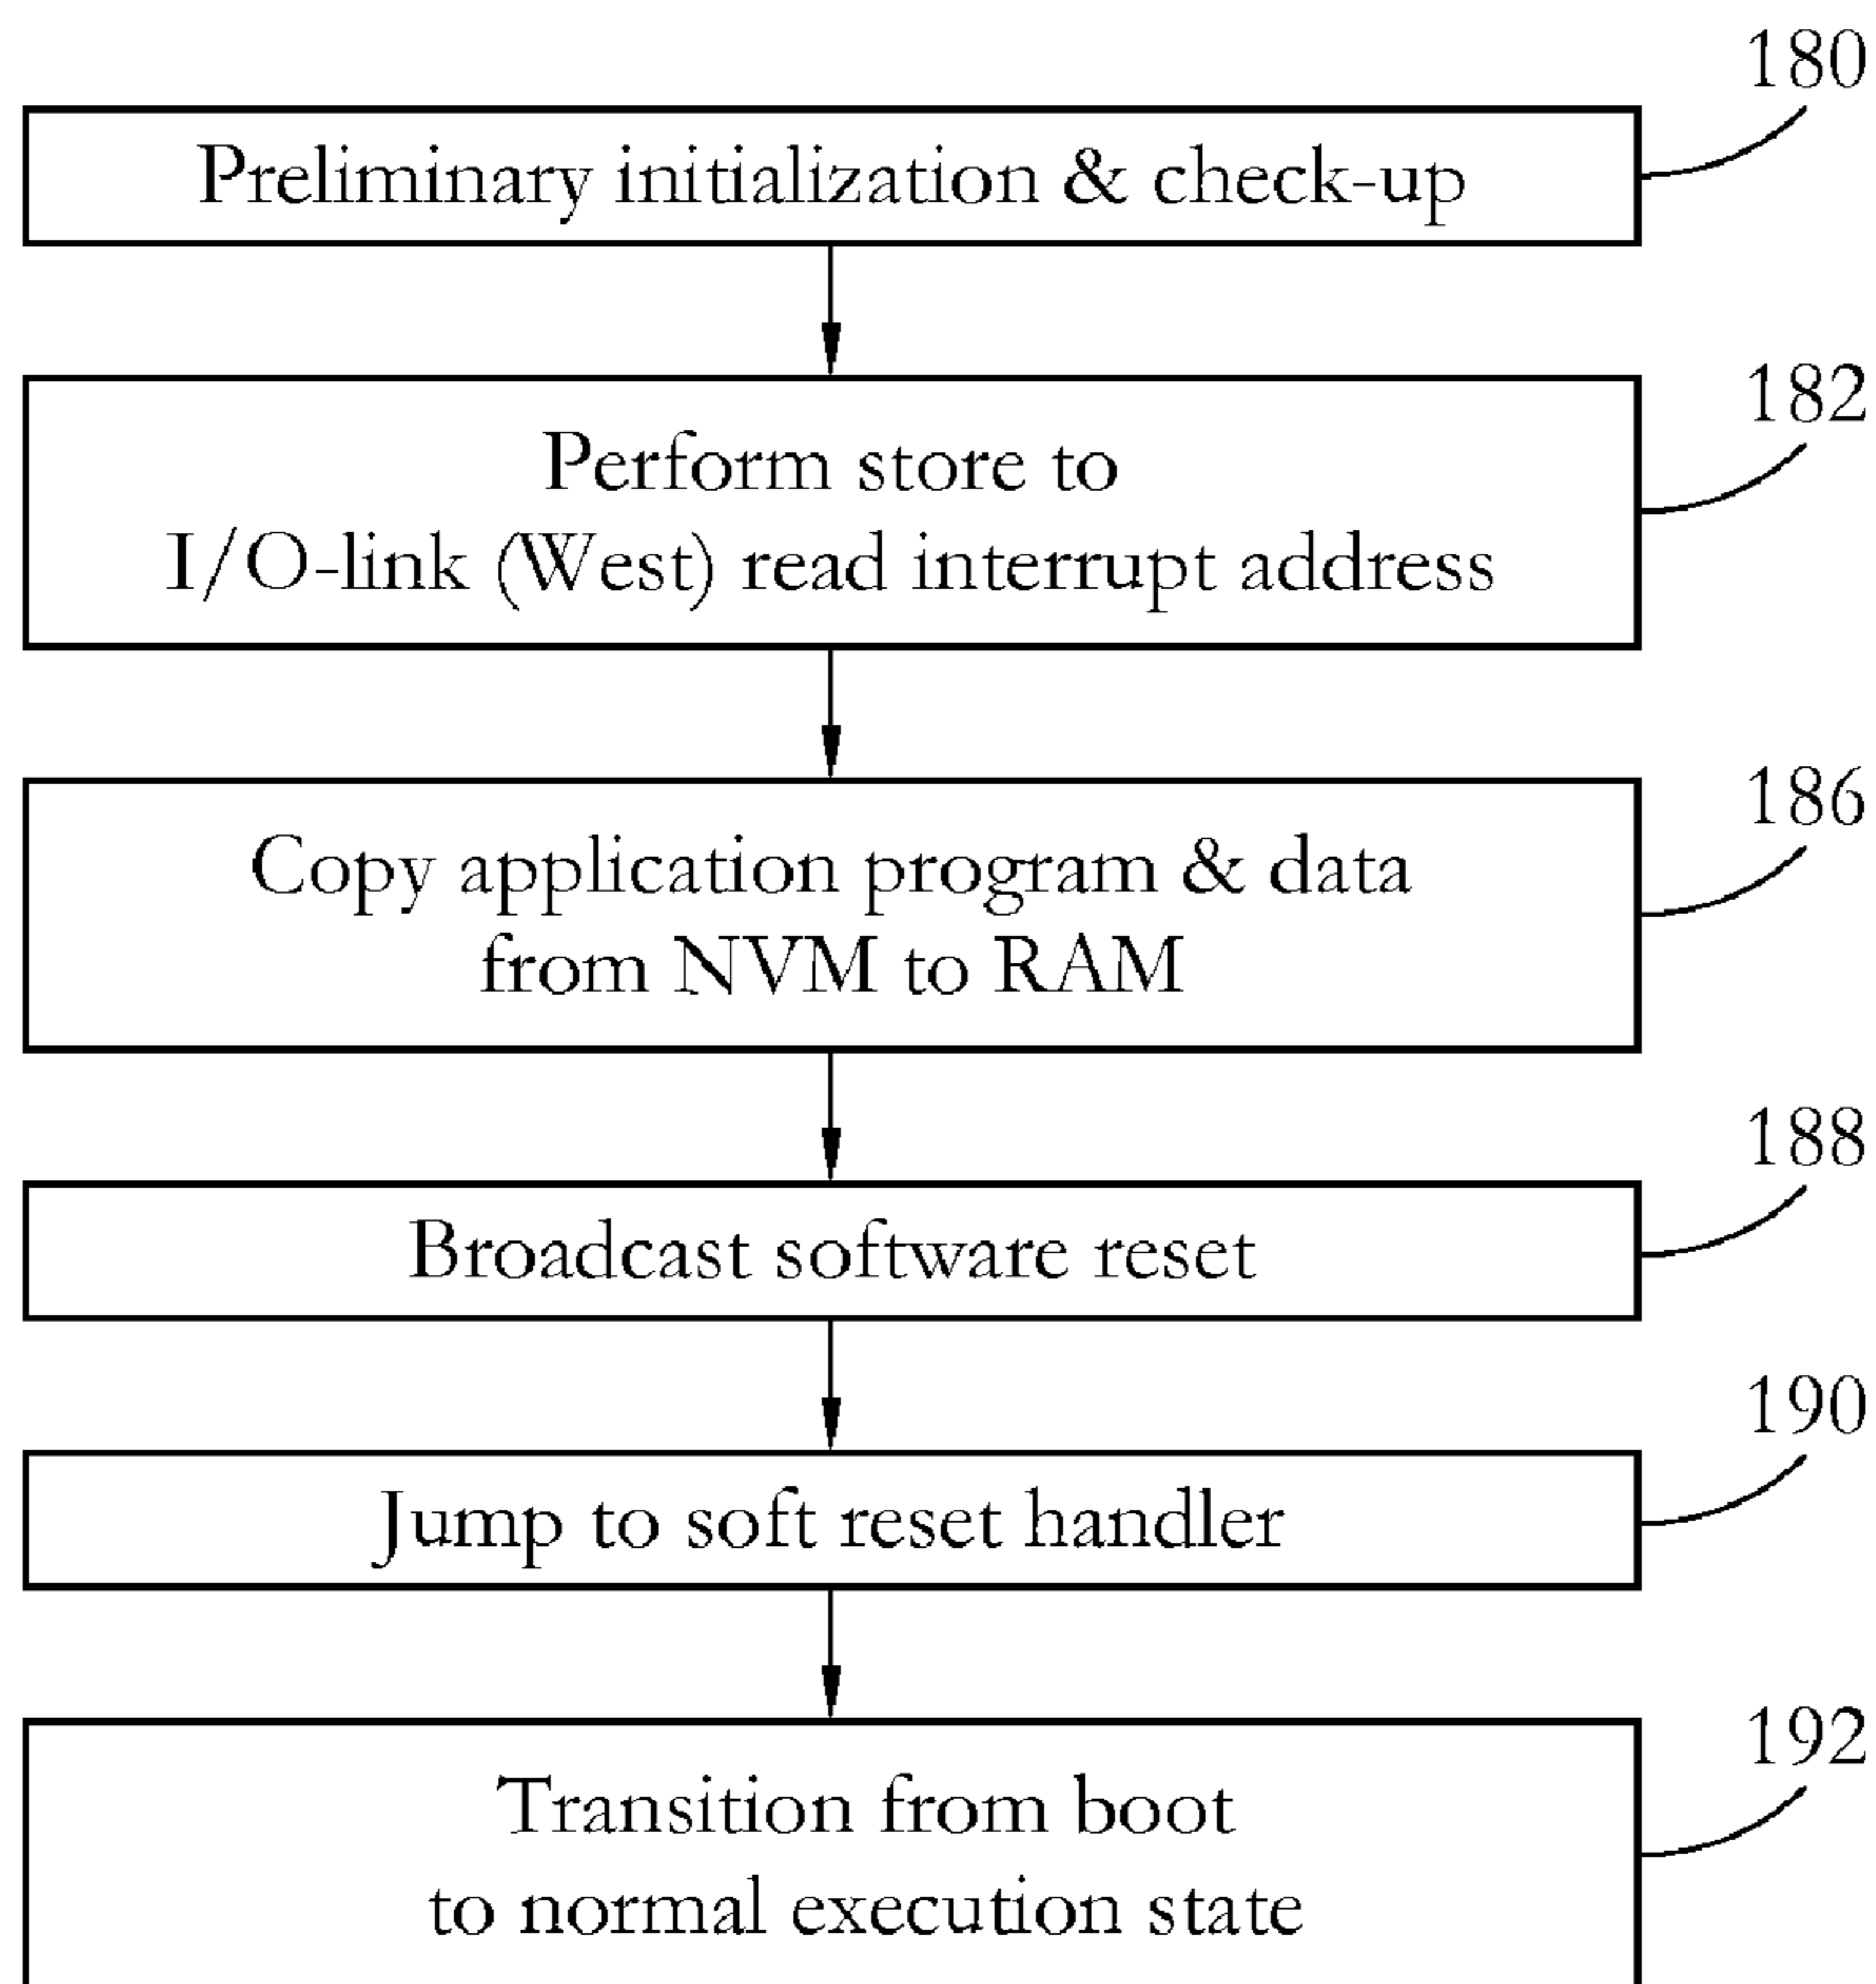 180
Preliminary initialization & check-up
182
Perform store to
I/O-link (West) read interrupt address
186
Copy application program & data
from NVM to RAM
188
Broadcast software reset
190
Jump to soft reset handler
192
Transition from boot
to normal execution state